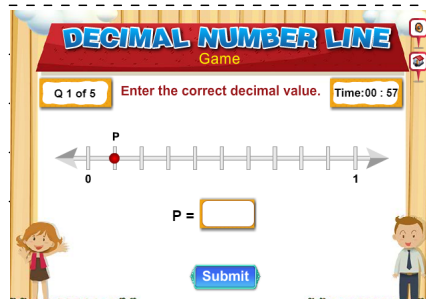 DECIMAL NUMBER LINE
Game
Q 1 of 5
Enter the correct decimal value.
Time:00 : 57
P
0 1
P =
Submit